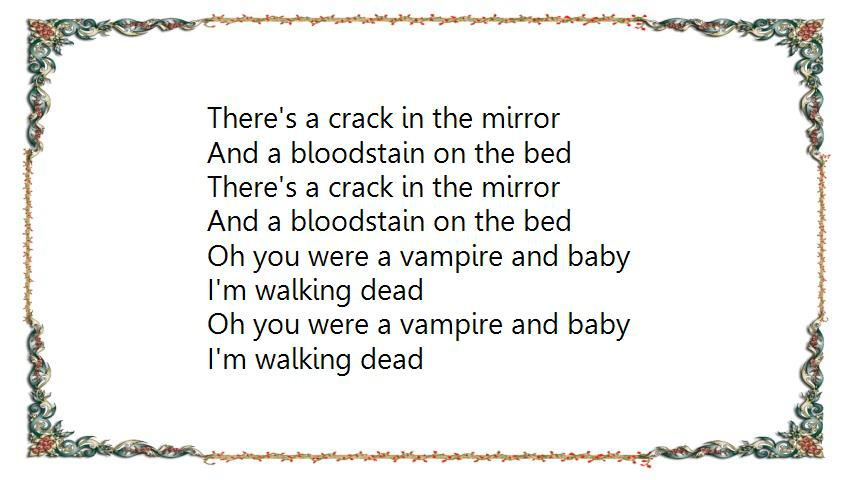 There's a crack in the mirror
And a bloodstain on the bed
There's a crack in the mirror
And a bloodstain on the bed
Oh you were a vampire and baby
I'm walking dead
Oh you were a vampire and baby
I'm walking dead